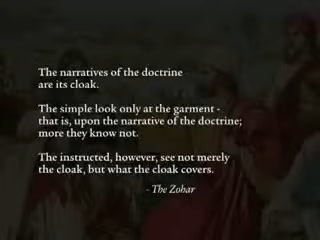 The narratives of the doctrine
are its cloak.
The simple look only at the garment -
that is, upon the narrative of the doctrine;
more they know not.
The instructed, however, see not merely
the cloak, but what the cloak covers.
- The Zohar